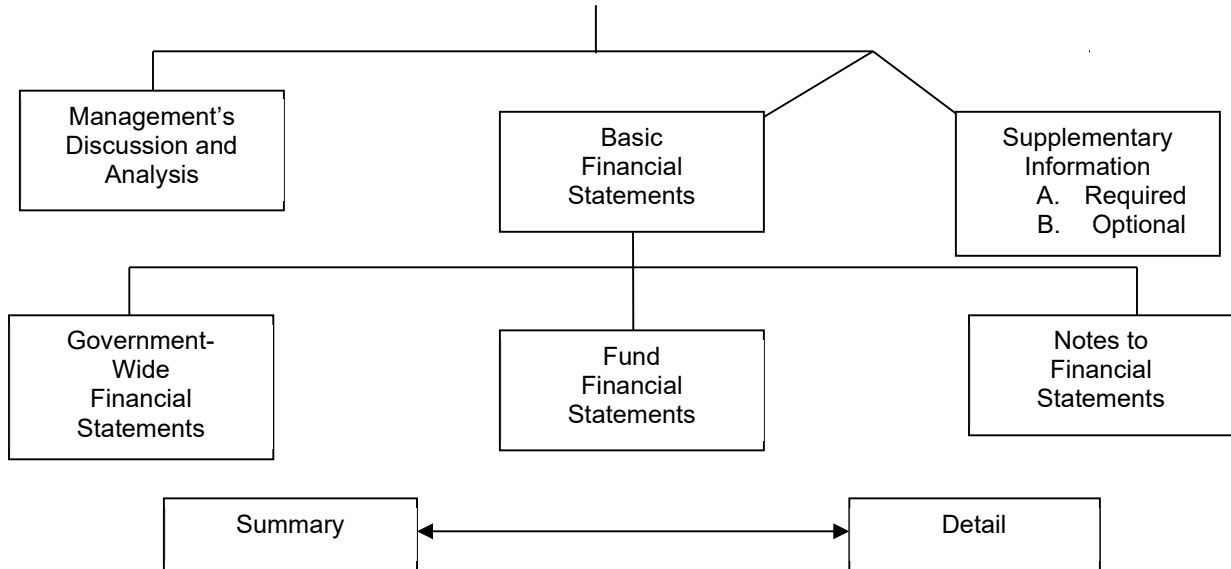 Management’s
Discussion and
Analysis
Basic
Financial
Statements
Supplementary
Information
A. Required
B. Optional
Government-
Wide
Financial
Statements
Fund
Financial
Statements
Notes to
Financial
Statements
Summary
Detail